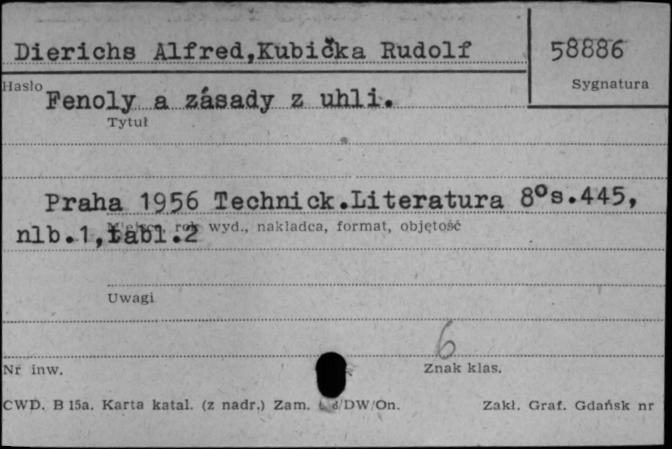 Dierichs Alfred,Kubička Rudolf 58886
Hasło Sygnatura
Fenoly a zásady z uhli.
Tytuł
Praha 1956 Technick.Literatura 8°s.445,
nlb.1,tabl.2 Miejsce, rok wyd., nakładca, format, objętość
Uwagi
6
Nr inw. Znak klas.
CWD. B 15a. Karta katal. (z nadr.) Zam. /DW/On. Zakł. Graf. Gdańsk nr